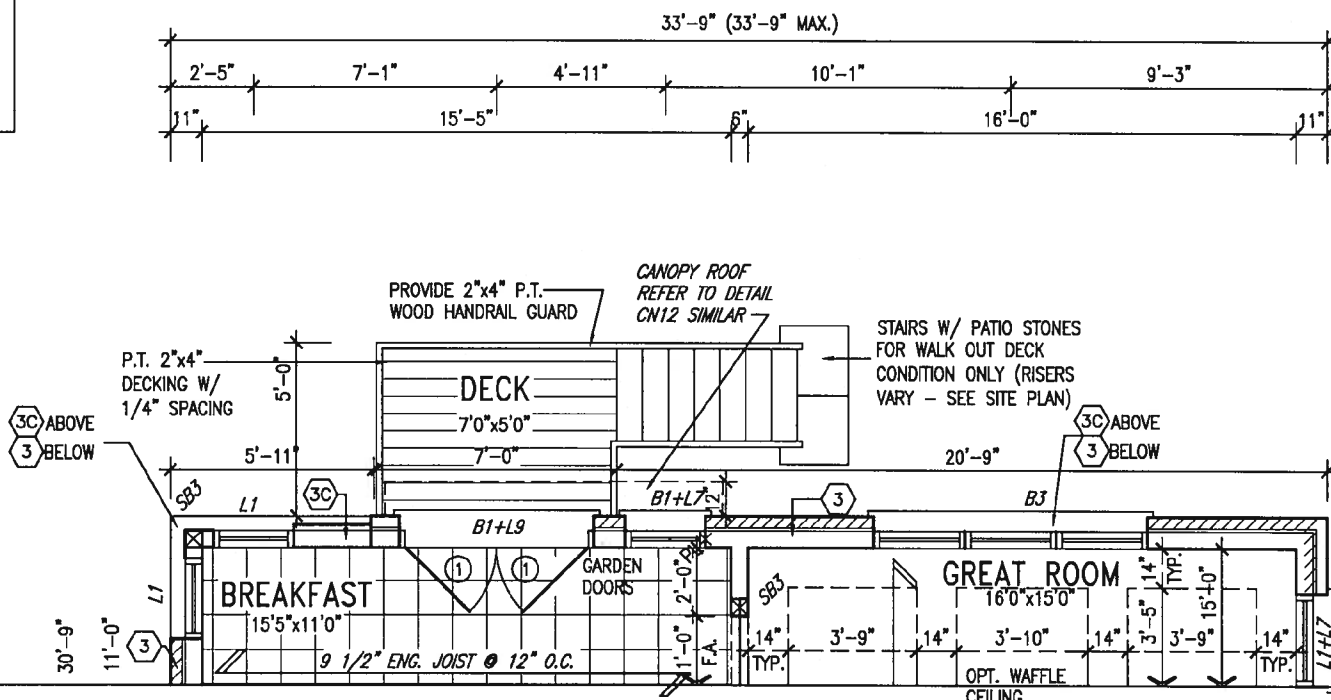 33'-9" (33'-9" MAX.)
2'-5" 7'-1" 4'-11" 10'-1" 9'-3"
11" 15'-5" 6" 16'-0" 11"
CANOPY ROOF
REFER TO DETAIL
CN12 SIMILAR
PROVIDE 2"x4" P.T.
WOOD HANDRAIL GUARD
STAIRS W/ PATIO STONES
FOR WALK OUT DECK
CONDITION ONLY (RISERS
VARY - SEE SITE PLAN)
P.T. 2"x4"
DECKING W/
1/4" SPACING
5'-0"
DECK
7'0"x5'0"
3C ABOVE
3 BELOW
3C ABOVE
3 BELOW
5'-11" 7'-0" 20'-9"
SB3 L1 3C B1+L9 B1+L7 2' 3 B3
1 1
GARDEN
DOORS
BREAKFAST
15'5"x11'0"
9 1/2" ENG. JOIST @ 12" O.C.
L1
3
30'-9" 11'-0"
2'-0"
1'-0"
F.A.
SB3
GREAT ROOM
16'0"x15'0"
14"
TYP.
3'-5"
15'-0"
14" 3'-9" 14" 3'-10" 14" 3'-9" 14"
TYP. TYP.
L1+L7
OPT. WAFFLE
CEILING